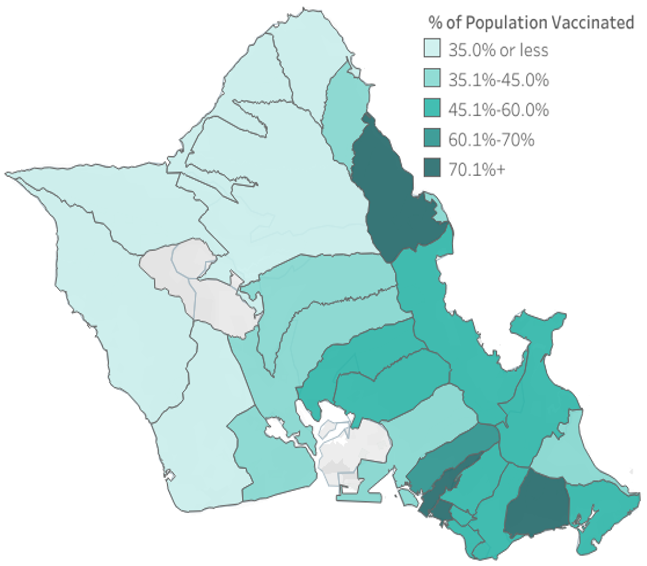 % of Population Vaccinated
35.0% or less
35.1%-45.0%
45.1%-60.0%
60.1%-70%
70.1%+